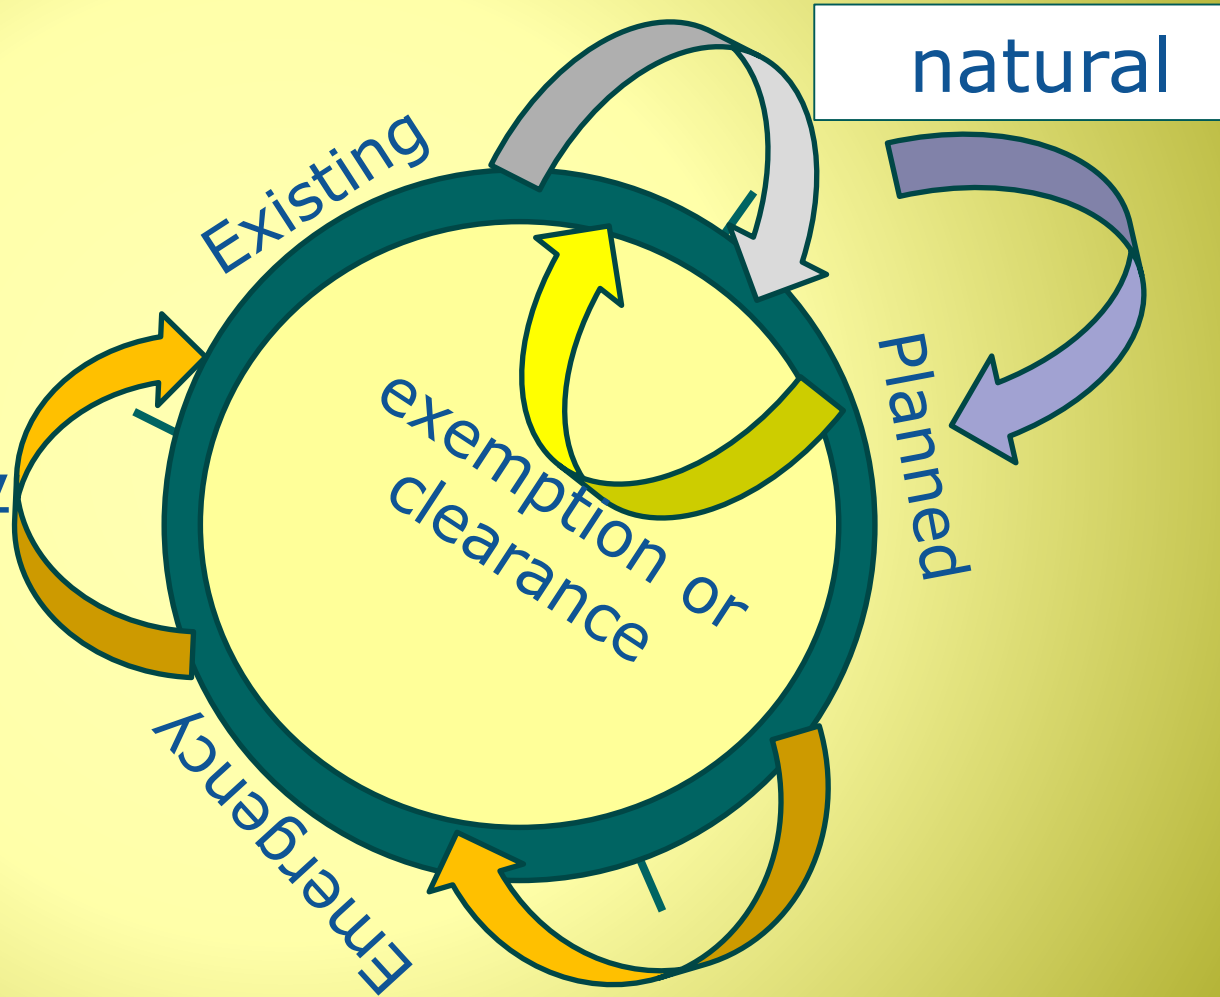 natural
Existing
Planned
exemption or
clearance
Emergency